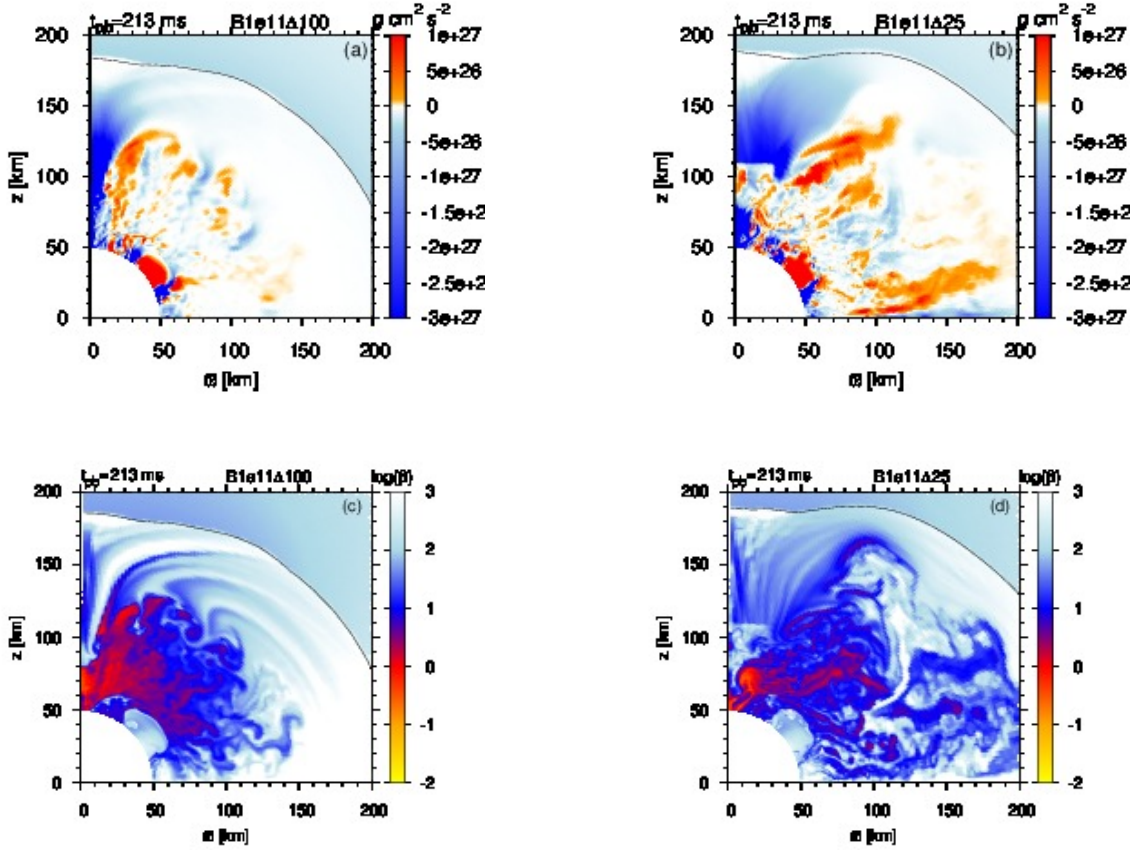 t_pb=213 ms B1e11Δ100 g cm² s⁻²
(a)
200
150
100
50
0
z [km]
0 50 100 150 200
ϖ [km]
1e+27
5e+26
0
-5e+26
-1e+27
-1.5e+2
-2e+27
-2.5e+2
-3e+27
t_pb=213 ms B1e11Δ25 g cm² s⁻²
(b)
200
150
100
50
0
z [km]
0 50 100 150 200
ϖ [km]
1e+27
5e+26
0
-5e+26
-1e+27
-1.5e+2
-2e+27
-2.5e+2
-3e+27
t_pb=213 ms B1e11Δ100 log(β)
(c)
200
150
100
50
0
z [km]
0 50 100 150 200
ϖ [km]
3
2
1
0
-1
-2
t_pb=213 ms B1e11Δ25 log(β)
(d)
200
150
100
50
0
z [km]
0 50 100 150 200
ϖ [km]
3
2
1
0
-1
-2